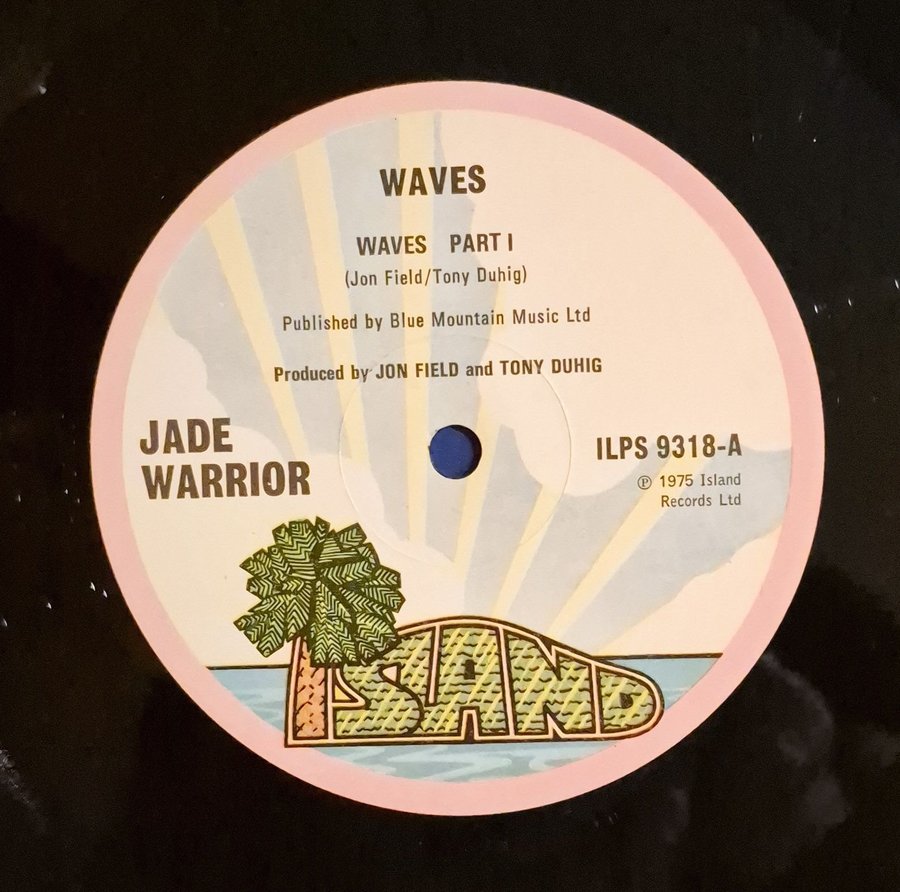 WAVES
WAVES PART I
(Jon Field/Tony Duhig)
Published by Blue Mountain Music Ltd
Produced by JON FIELD and TONY DUHIG
JADE
WARRIOR
ILPS 9318-A
Ⓟ 1975 Island
Records Ltd
ISLAND